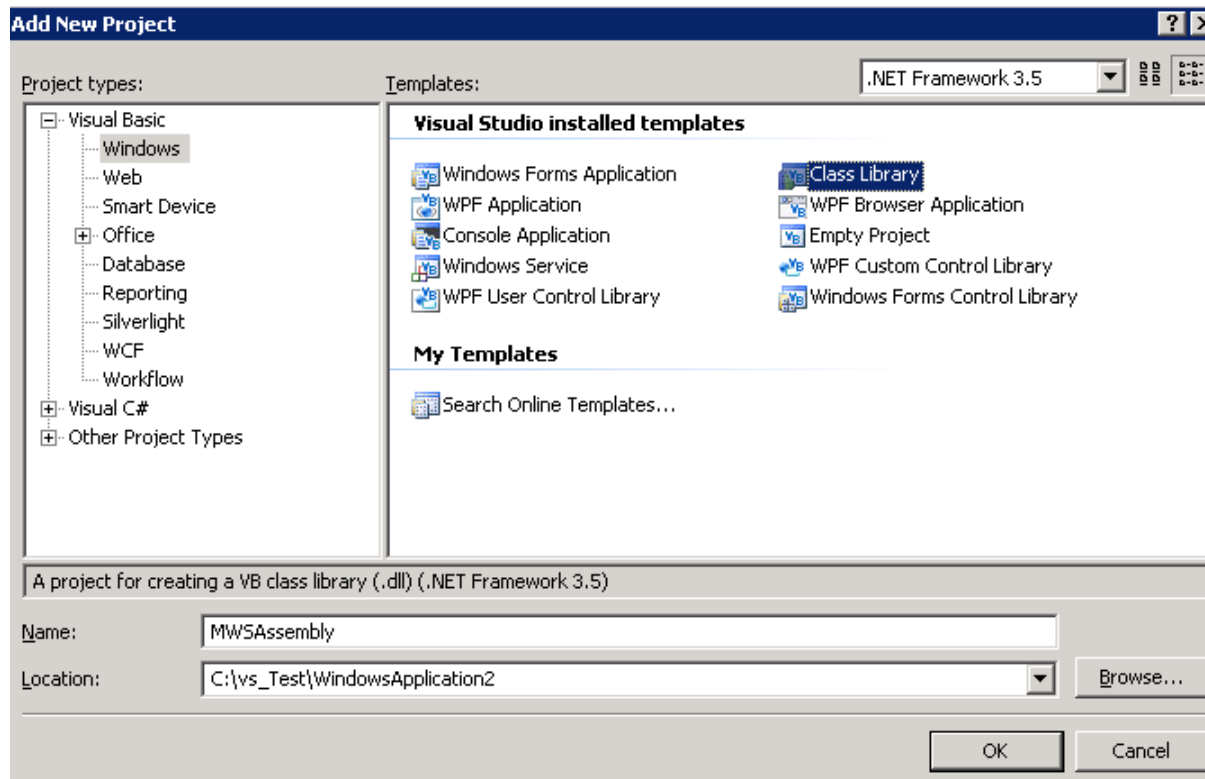 Add New Project
Project types:
Templates:
.NET Framework 3.5
Visual Basic
Windows
Web
Smart Device
Office
Database
Reporting
Silverlight
WCF
Workflow
Visual C#
Other Project Types
Visual Studio installed templates
Windows Forms Application
Class Library
WPF Application
WPF Browser Application
Console Application
Empty Project
Windows Service
WPF Custom Control Library
WPF User Control Library
Windows Forms Control Library
My Templates
Search Online Templates...
A project for creating a VB class library (.dll) (.NET Framework 3.5)
Name:
MWSAssembly
Location:
C:\vs_Test\WindowsApplication2
Browse...
OK
Cancel